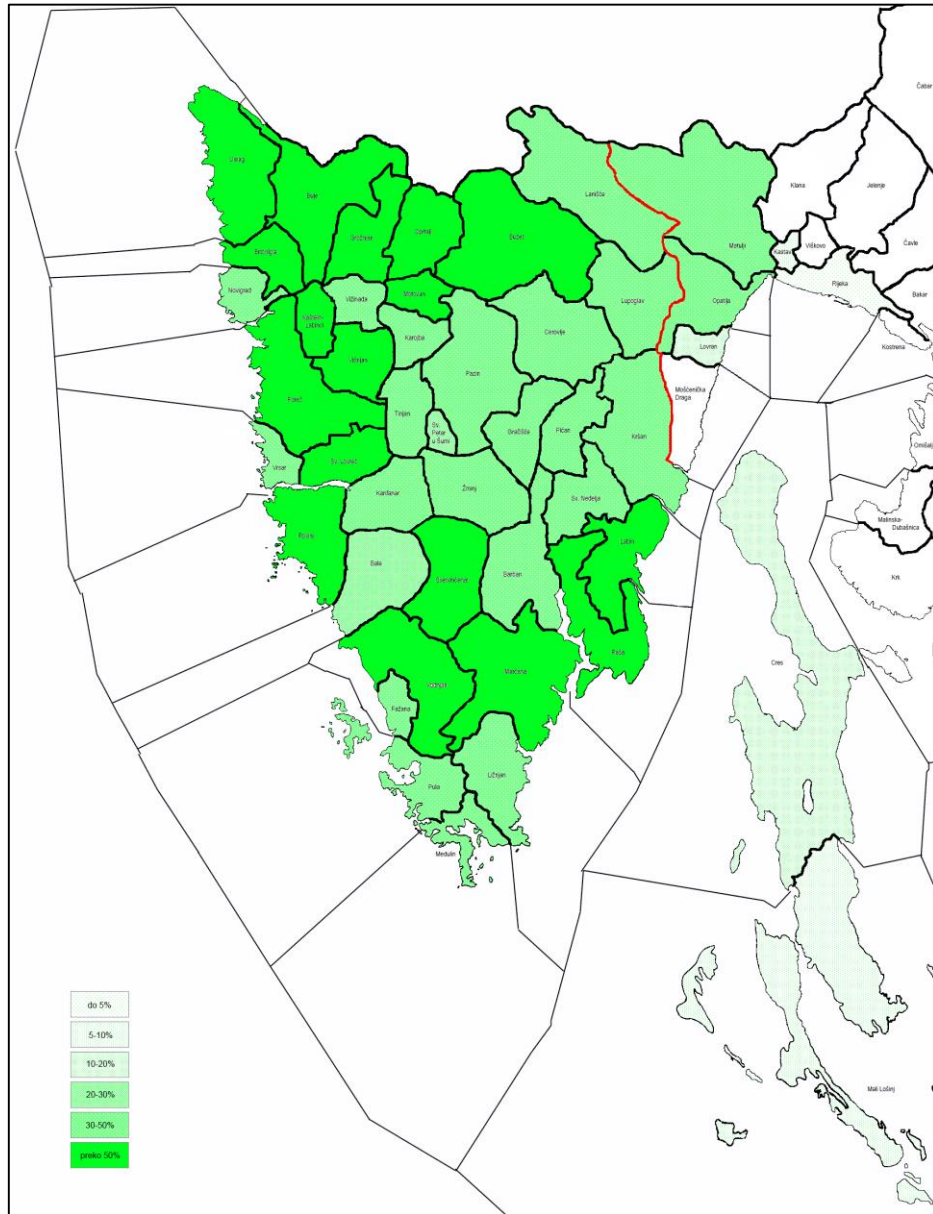 Čabar
Umag
Klana
Jelenje
Buje
Lanišće
Grožnjan
Oprtalj
Buzet
Matulji
Kastav
Viškovo
Čavle
Brtonigla
Rijeka
Bakar
Novigrad
Vižinada
Motovun
Lupoglav
Opatija
Kaštelir-
Labinci
Karojba
Cerovlje
Lovran
Kostrena
Višnjan
Pazin
Mošćenička
Draga
Poreč
Tinjan
Sv.
Petar
u Šumi
Gračišće
Pićan
Kršan
Omišalj
Vrsar
Sv. Lovreč
Kanfanar
Žminj
Sv. Nedelja
Malinska-
Dubašnica
Rovinj
Labin
Bale
Svetvinčenat
Barban
Krk
Raša
Cres
Vodnjan
Marčana
Fažana
Ližnjan
Pula
Medulin
do 5%
5-10%
10-20%
20-30%
30-50%
preko 50%
Mali Lošinj